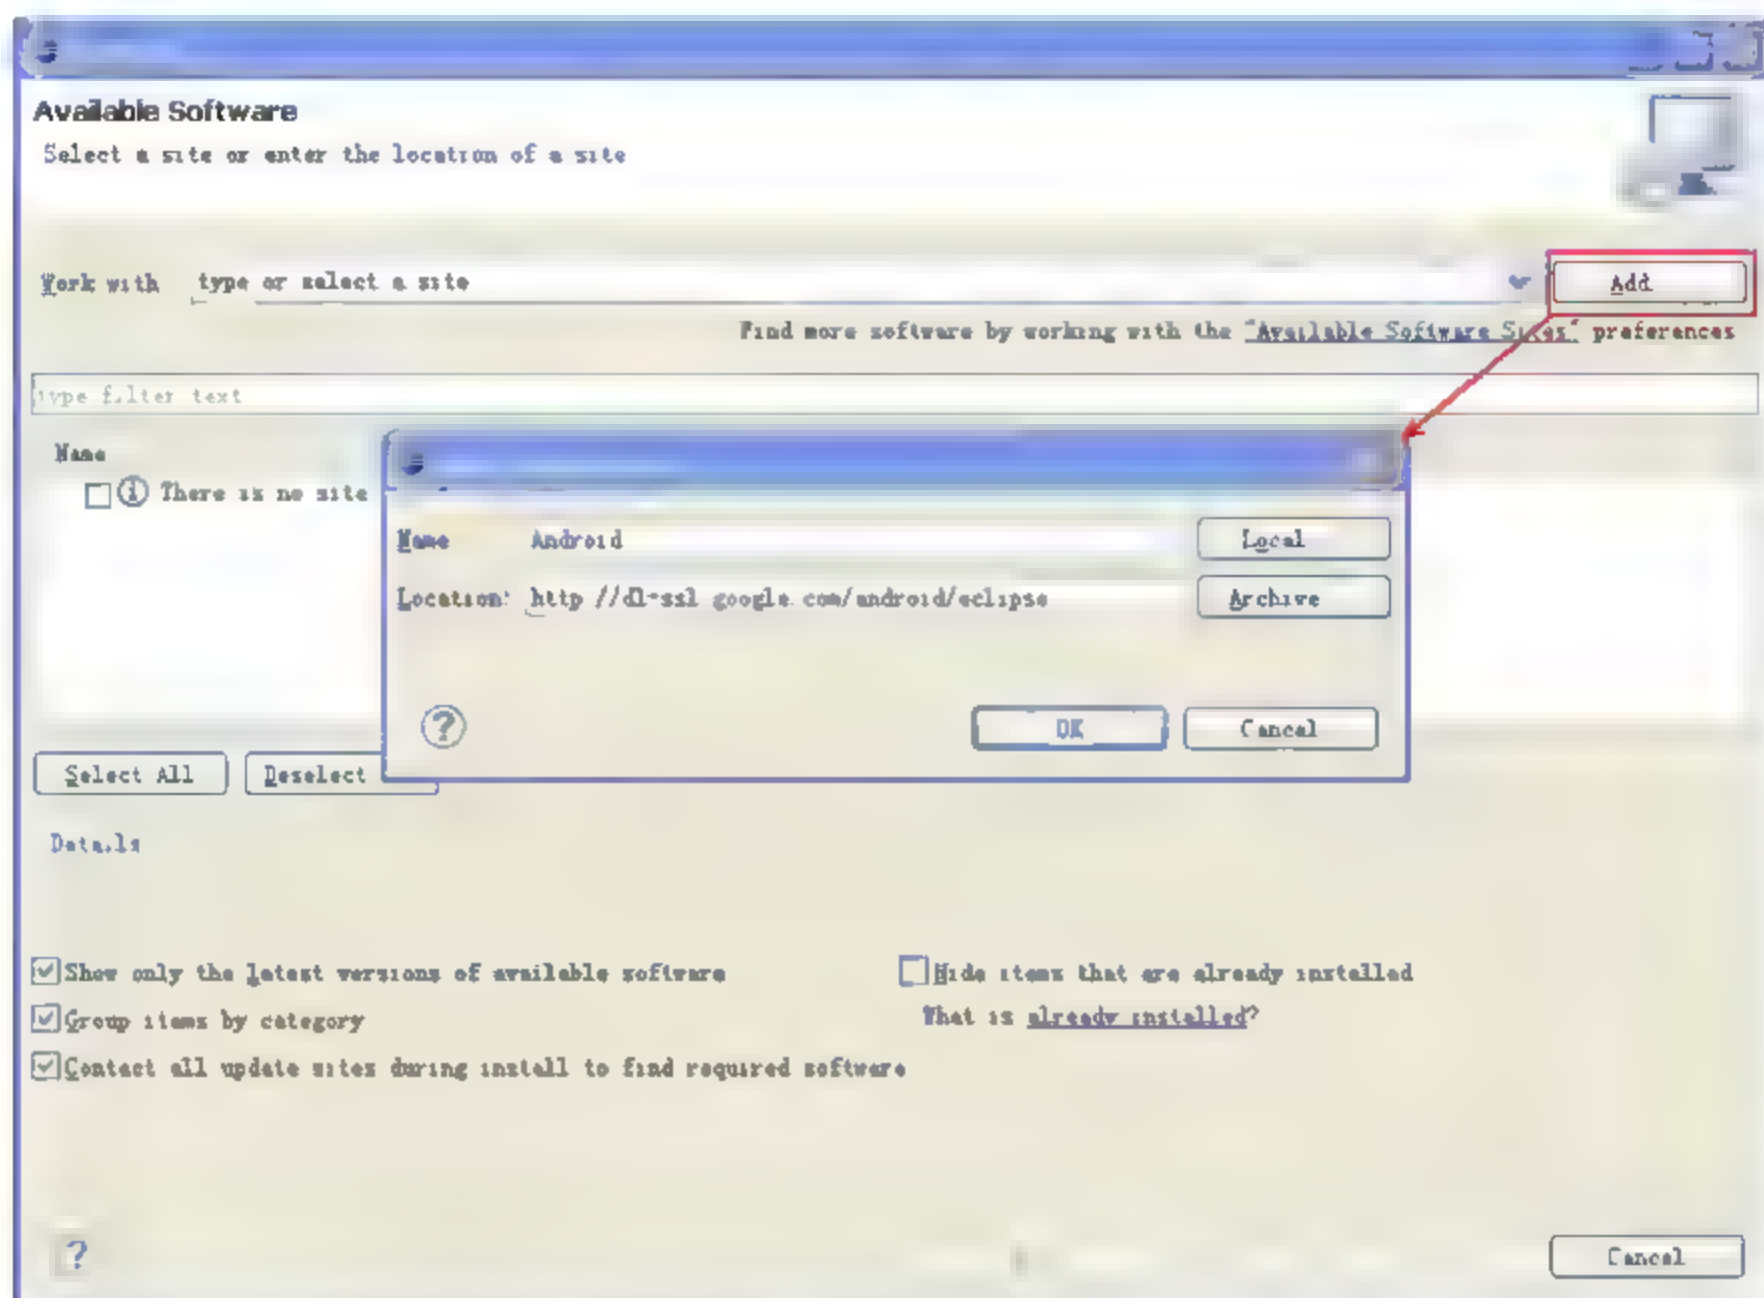 Available Software
Select a site or enter the location of a site
Work with type or select a site Add
Find more software by working with the "Available Software Sites" preferences
type filter text
Name
There is no site
Name Android Local
Location: http //dl-ssl google.com/android/eclipse Archive
OK Cancel
Select All Deselect
Details
Show only the latest versions of available software Hide items that are already installed
Group items by category What is already installed?
Contact all update sites during install to find required software
Cancel